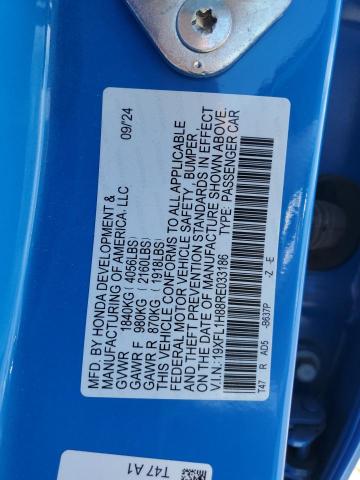 MFD. BY HONDA DEVELOPMENT &
MANUFACTURING OF AMERICA, LLC 09/'24
GVWR 1840KG (4056LBS)
GAWR F 980KG (2160LBS)
GAWR R 870KG (1918LBS)
THIS VEHICLE CONFORMS TO ALL APPLICABLE
FEDERAL MOTOR VEHICLE SAFETY, BUMPER,
AND THEFT PREVENTION STANDARDS IN EFFECT
ON THE DATE OF MANUFACTURE SHOWN ABOVE.
V.I.N.:19XFL1H88RE033186 TYPE: PASSENGER CAR
T47 R AD5 -B637P -Z -E
T47 A1